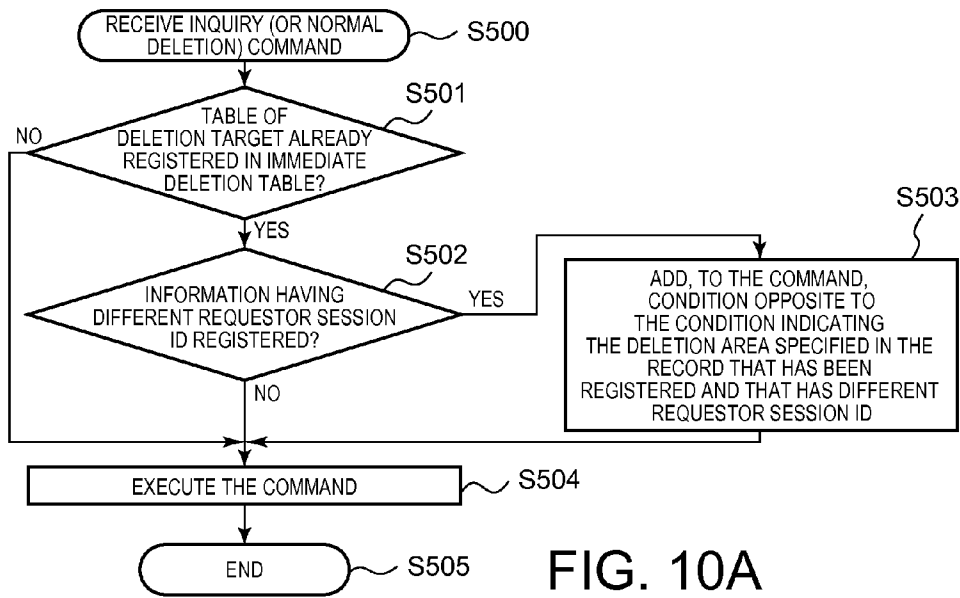 RECEIVE INQUIRY (OR NORMAL
DELETION) COMMAND
S500
S501
TABLE OF
DELETION TARGET ALREADY
REGISTERED IN IMMEDIATE
DELETION TABLE?
NO
YES
S502
INFORMATION HAVING
DIFFERENT REQUESTOR SESSION
ID REGISTERED?
YES
NO
S503
ADD, TO THE COMMAND,
CONDITION OPPOSITE TO
THE CONDITION INDICATING
THE DELETION AREA SPECIFIED IN THE
RECORD THAT HAS BEEN
REGISTERED AND THAT HAS DIFFERENT
REQUESTOR SESSION ID
EXECUTE THE COMMAND
S504
END
S505
FIG. 10A